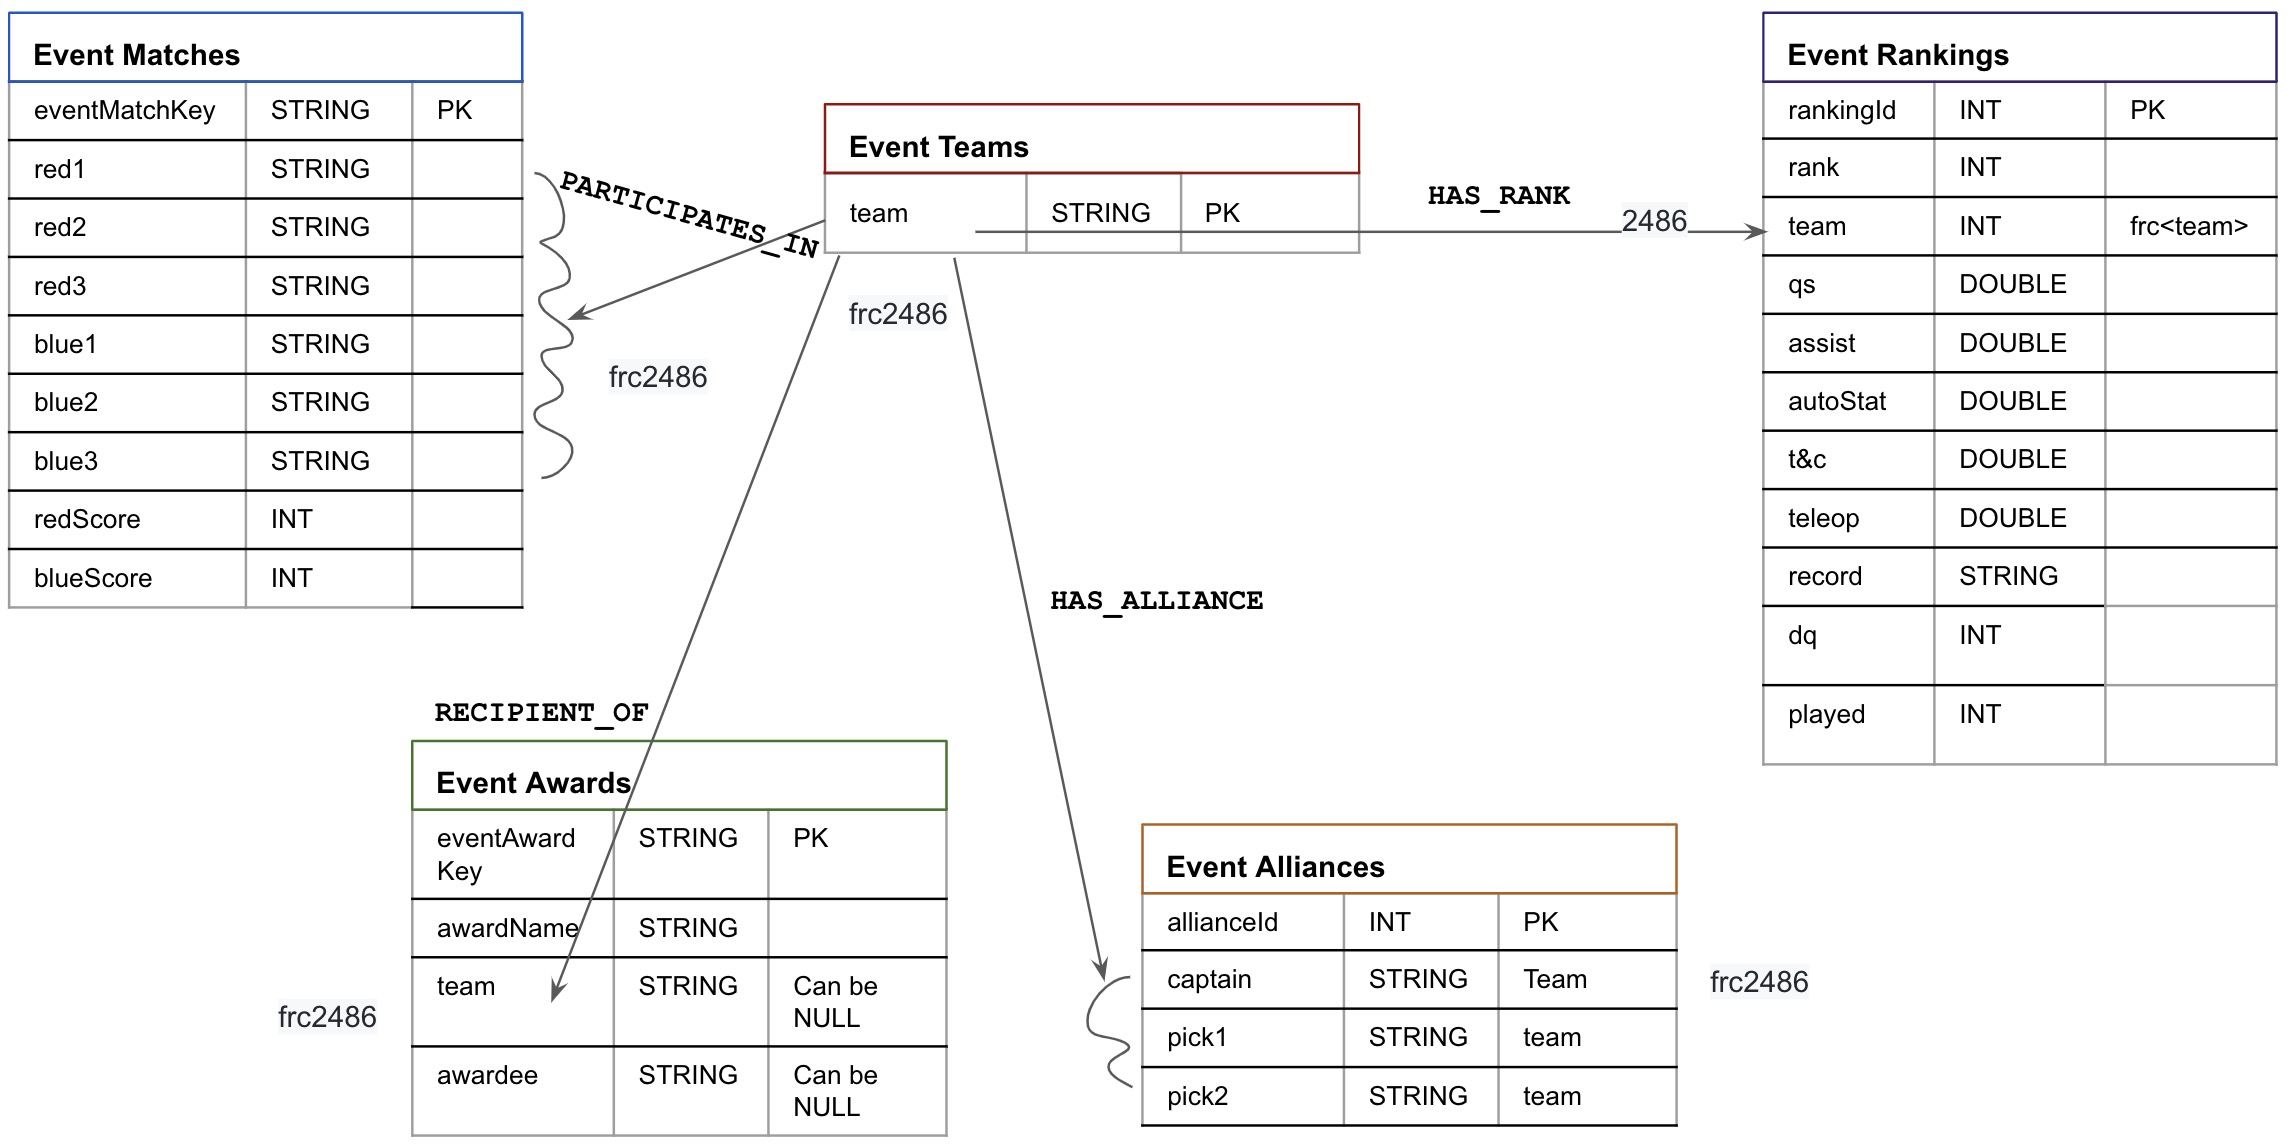 Event Matches
eventMatchKey STRING PK
red1 STRING
red2 STRING
red3 STRING
blue1 STRING
blue2 STRING
blue3 STRING
redScore INT
blueScore INT
PARTICIPATES_IN
frc2486
Event Teams
team STRING PK
frc2486
HAS_RANK
2486
Event Rankings
rankingId INT PK
rank INT
team INT frc<team>
qs DOUBLE
assist DOUBLE
autoStat DOUBLE
t&c DOUBLE
teleop DOUBLE
record STRING
dq INT
played INT
HAS_ALLIANCE
RECIPIENT_OF
Event Awards
eventAward STRING PK
Key
awardName STRING
team STRING Can be
NULL
awardee STRING Can be
NULL
frc2486
Event Alliances
allianceId INT PK
captain STRING Team
pick1 STRING team
pick2 STRING team
frc2486